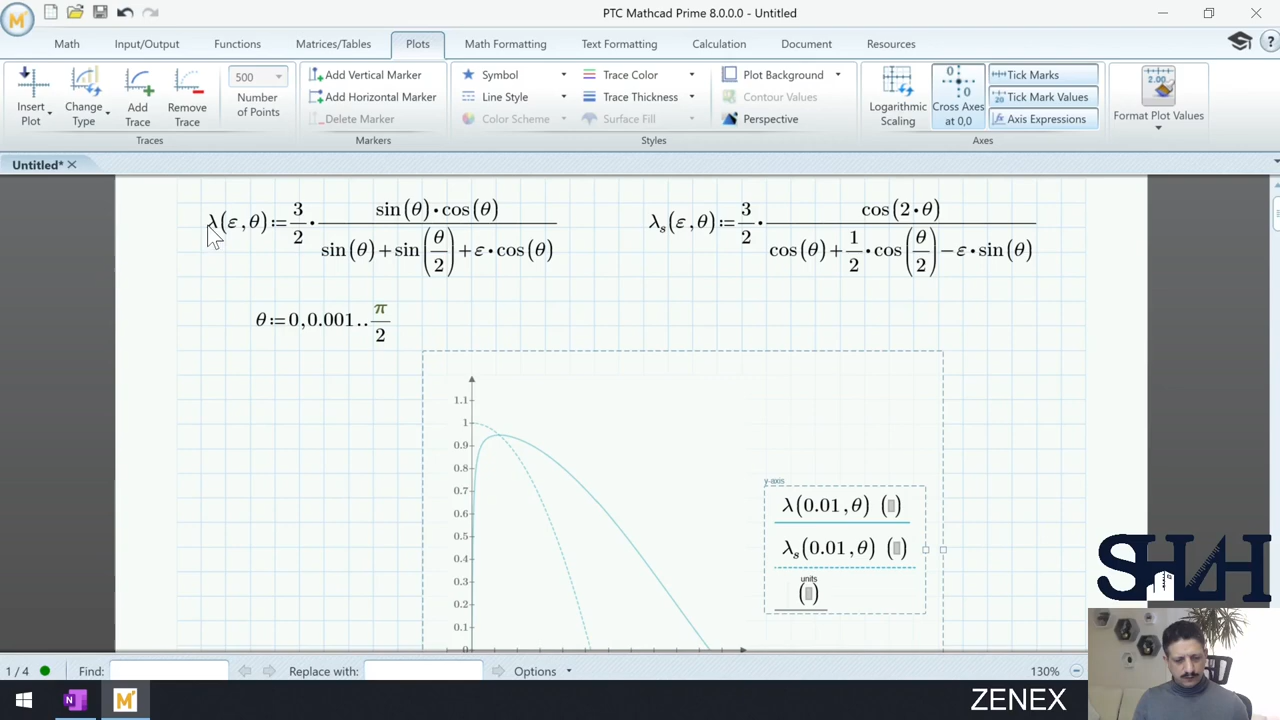 PTC Mathcad Prime 8.0.0.0 - Untitled
Math Input/Output Functions Matrices/Tables Plots Math Formatting Text Formatting Calculation Document Resources
Insert Plot
Change Type
Add Trace
Remove Trace
500
Number of Points
Traces
Add Vertical Marker
Add Horizontal Marker
Delete Marker
Markers
Symbol
Line Style
Color Scheme
Trace Color
Trace Thickness
Surface Fill
Plot Background
Contour Values
Perspective
Styles
Logarithmic Scaling
Cross Axes at 0,0
Tick Marks
Tick Mark Values
Axis Expressions
Axes
2.00
Format Plot Values
Untitled*
λ(ε,θ):=3/2·sin(θ)·cos(θ)/(sin(θ)+sin(θ/2)+ε·cos(θ))
λs(ε,θ):=3/2·cos(2·θ)/(cos(θ)+1/2·cos(θ/2)−ε·sin(θ))
θ:=0,0.001..π/2
1.1
1
0.9
0.8
0.7
0.6
0.5
0.4
0.3
0.2
0.1
0
y-axis
λ(0.01,θ) ()
λs(0.01,θ) ()
units
()
SHZH
1 / 4 Find: Replace with: Options 130%
ZENEX